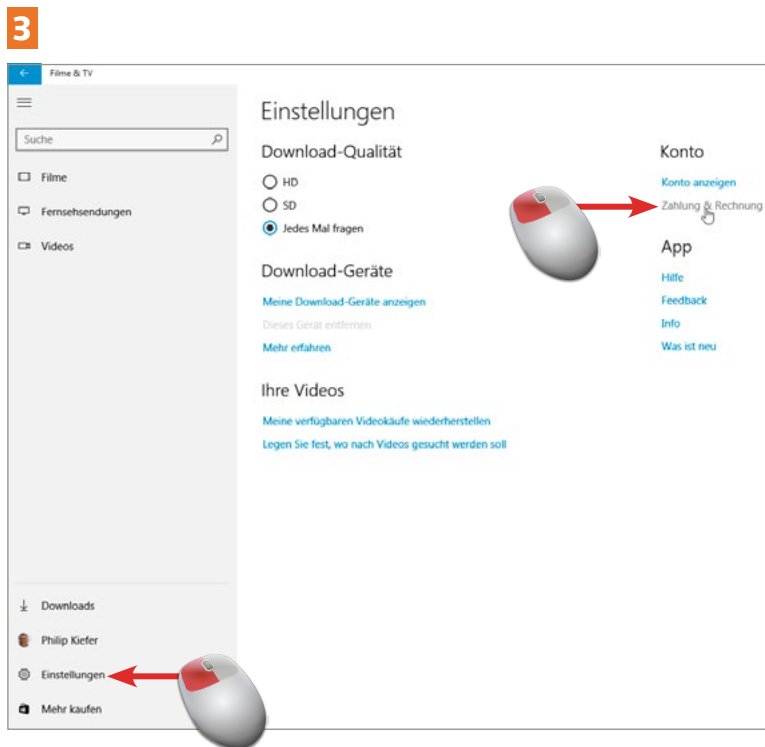 3
Filme & TV
Suche
Filme
Fernsehsendungen
Videos
Downloads
Philip Kiefer
Einstellungen
Mehr kaufen
Einstellungen
Download-Qualität
HD
SD
Jedes Mal fragen
Download-Geräte
Meine Download-Geräte anzeigen
Dieses Gerät entfernen
Mehr erfahren
Ihre Videos
Meine verfügbaren Videokäufe wiederherstellen
Legen Sie fest, wo nach Videos gesucht werden soll
Konto
Konto anzeigen
Zahlung & Rechnung
App
Hilfe
Feedback
Info
Was ist neu